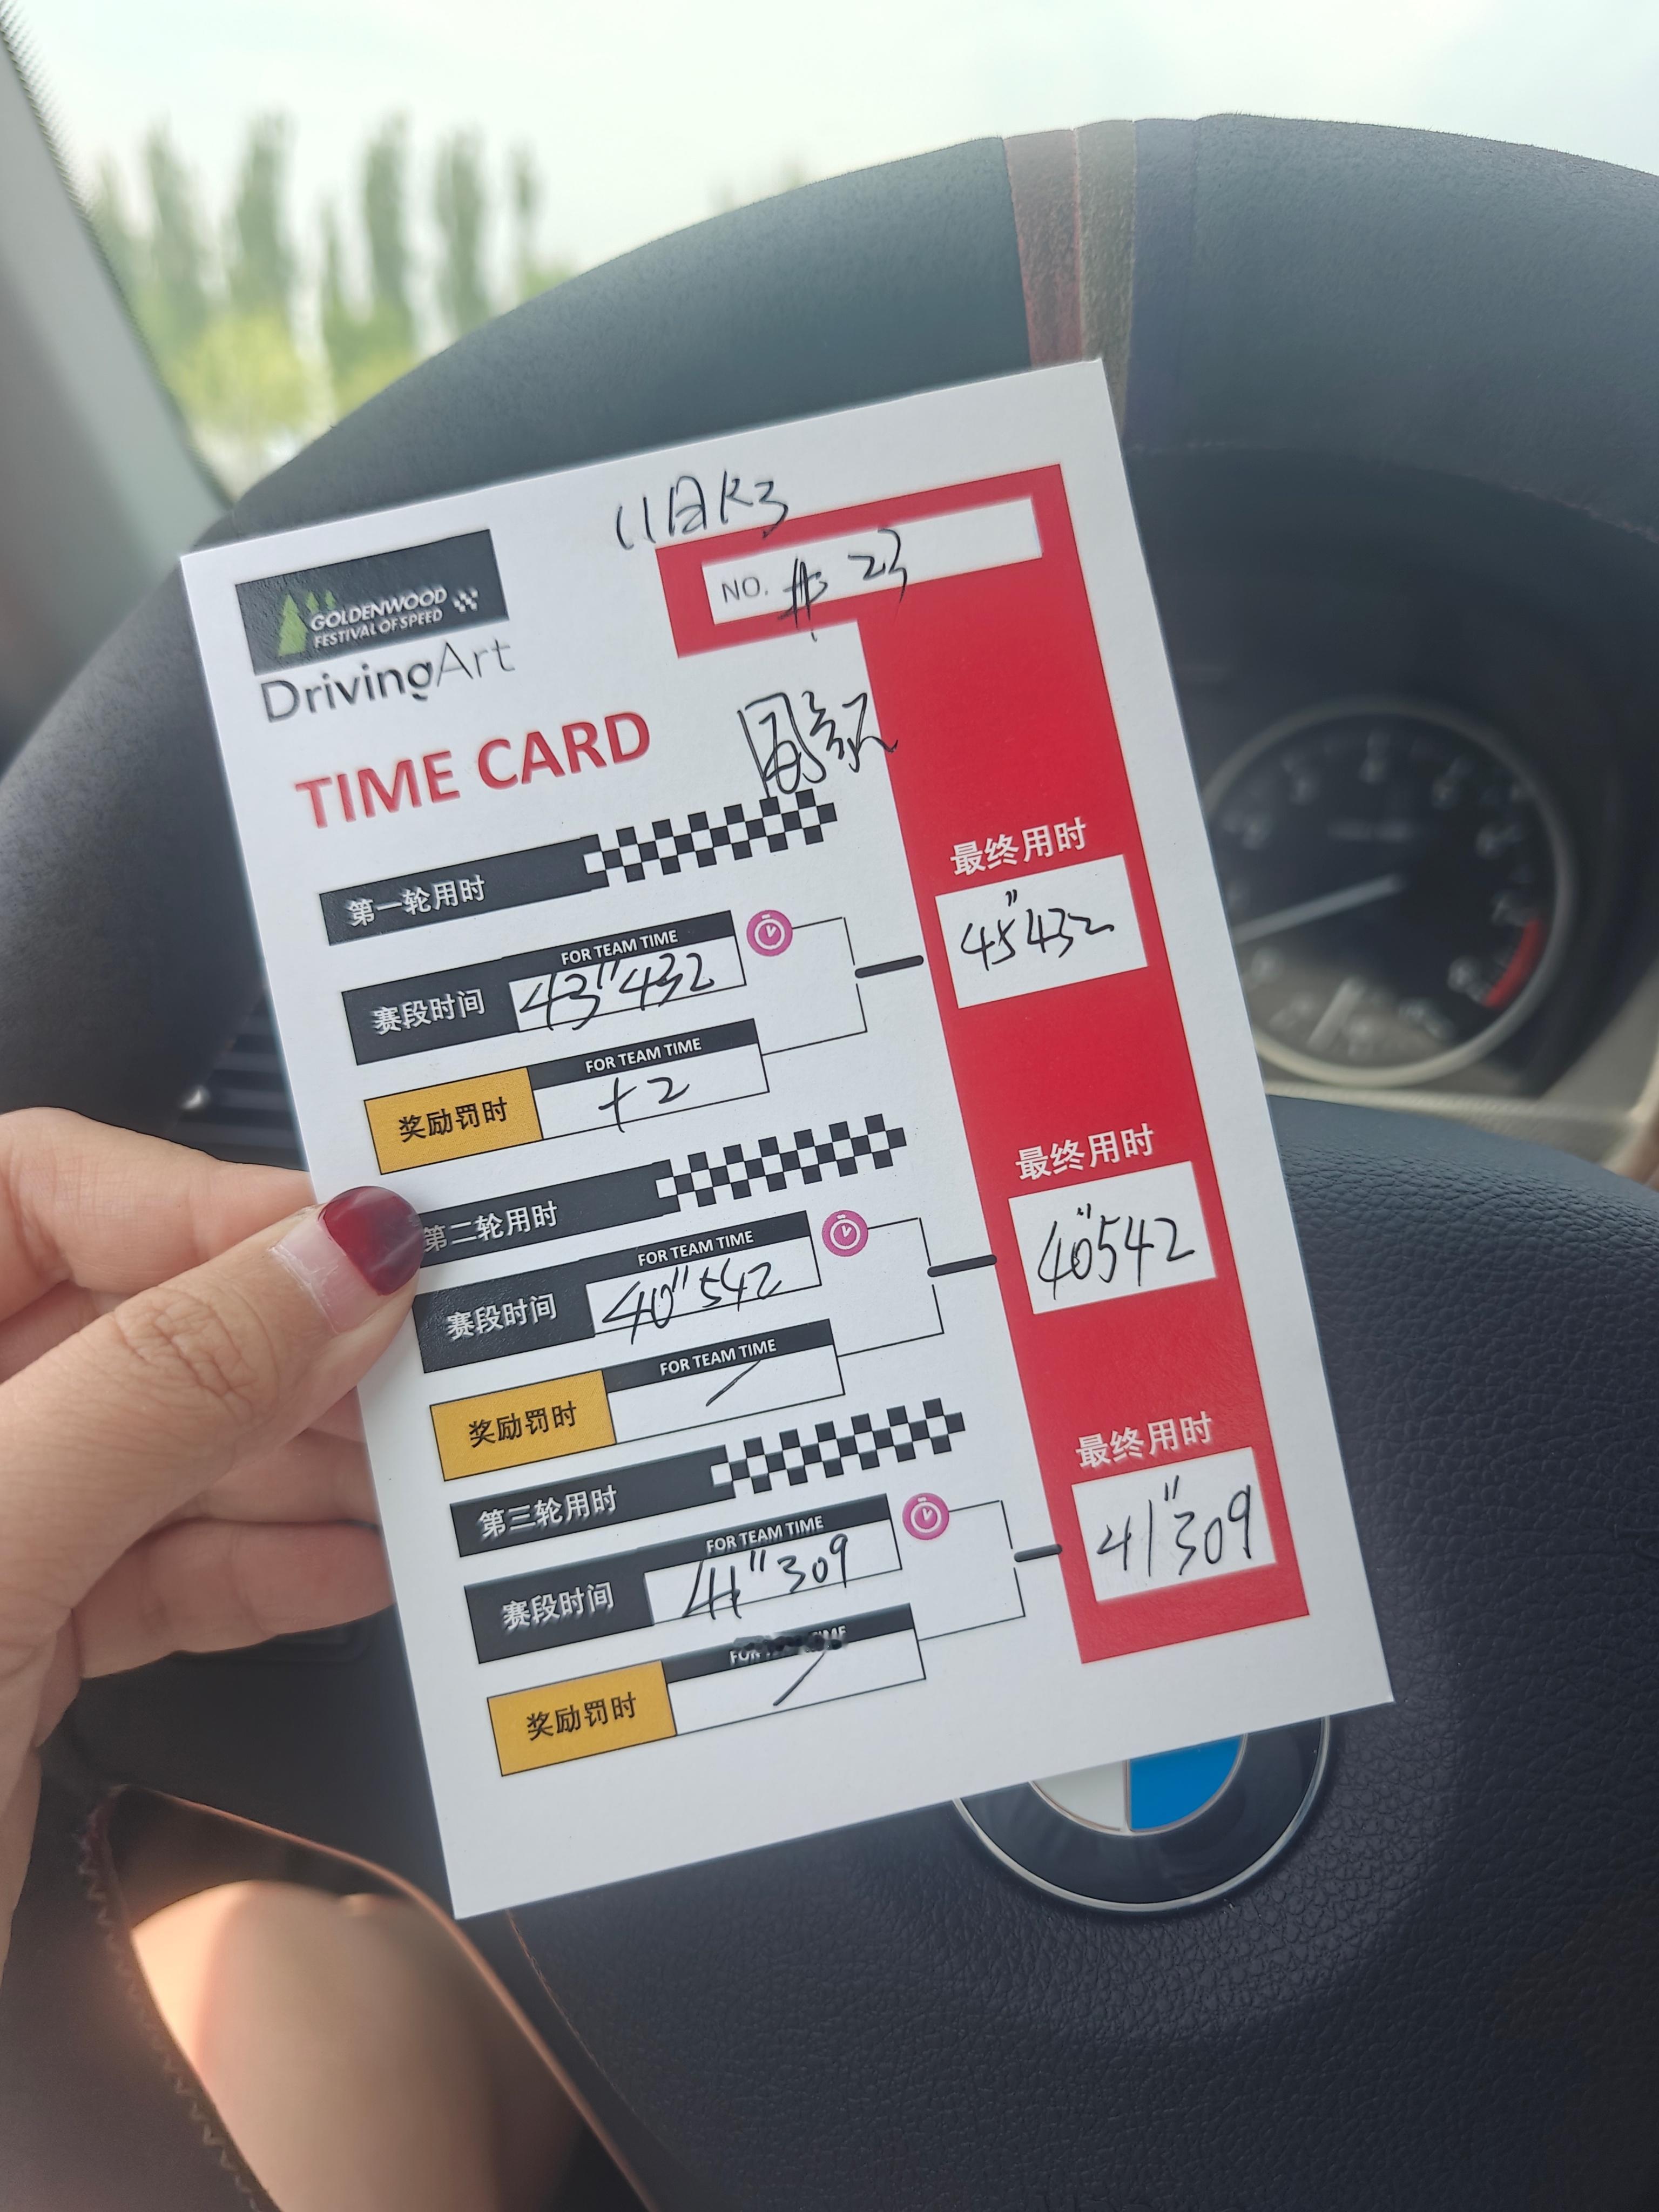 GOLDENWOOD
FESTIVAL OF SPEED
DrivingArt
NO. # 23
TIME CARD
第一轮用时
最终用时
FOR TEAM TIME
赛段时间 43"432
45"432
FOR TEAM TIME
奖励罚时 +2
第二轮用时
最终用时
FOR TEAM TIME
赛段时间 40"542
40"542
FOR TEAM TIME
奖励罚时 /
第三轮用时
最终用时
FOR TEAM TIME
赛段时间 41"309
41"309
FOR TIME
奖励罚时 /